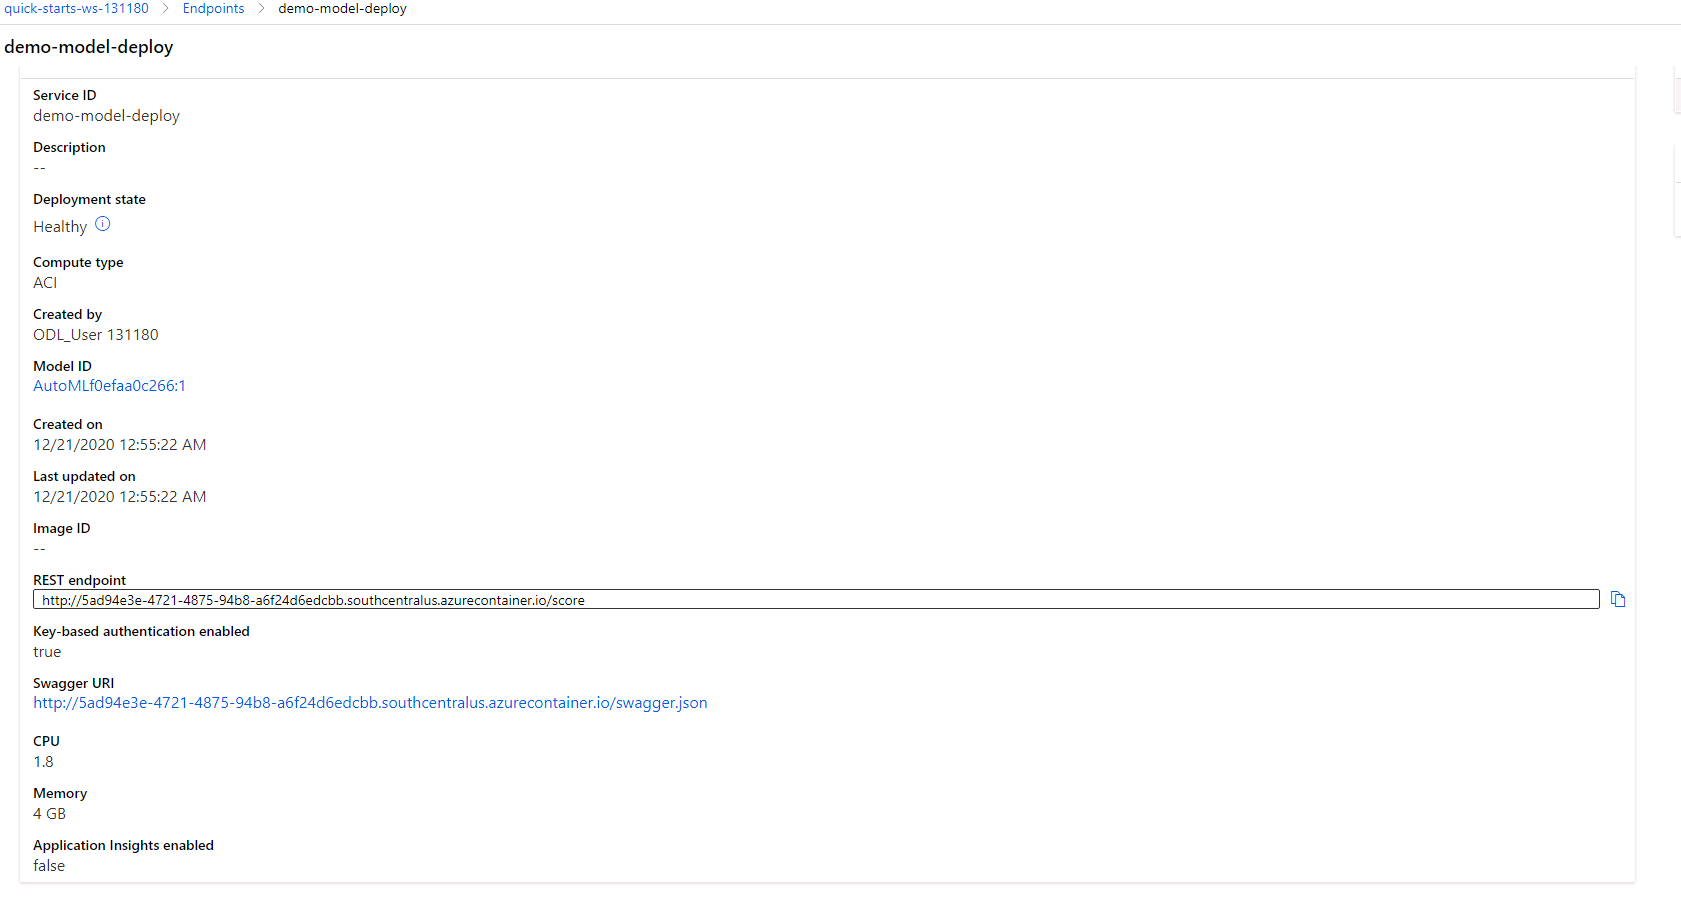 quick-starts-ws-131180 > Endpoints > demo-model-deploy
demo-model-deploy
Service ID
demo-model-deploy
Description
--
Deployment state
Healthy
Compute type
ACI
Created by
ODL_User 131180
Model ID
AutoMLf0efaa0c266:1
Created on
12/21/2020 12:55:22 AM
Last updated on
12/21/2020 12:55:22 AM
Image ID
--
REST endpoint
http://5ad94e3e-4721-4875-94b8-a6f24d6edcbb.southcentralus.azurecontainer.io/score
Key-based authentication enabled
true
Swagger URI
http://5ad94e3e-4721-4875-94b8-a6f24d6edcbb.southcentralus.azurecontainer.io/swagger.json
CPU
1.8
Memory
4 GB
Application Insights enabled
false